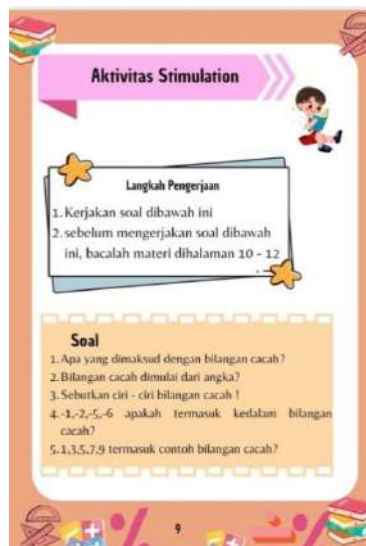 Aktivitas Stimulation
Langkah Pengerjaan
1. Kerjakan soal dibawah ini
2. sebelum mengerjakan soal dibawah
ini, bacalah materi dihalaman 10 - 12
Soal
1. Apa yang dimaksud dengan bilangan cacah?
2. Bilangan cacah dimulai dari angka?
3. Sebutkan ciri - ciri bilangan cacah !
4. -1,-2,-5,-6 apakah termasuk kedalam bilangan
cacah?
5. 1,3,5,7,9 termasuk contoh bilangan cacah?
9